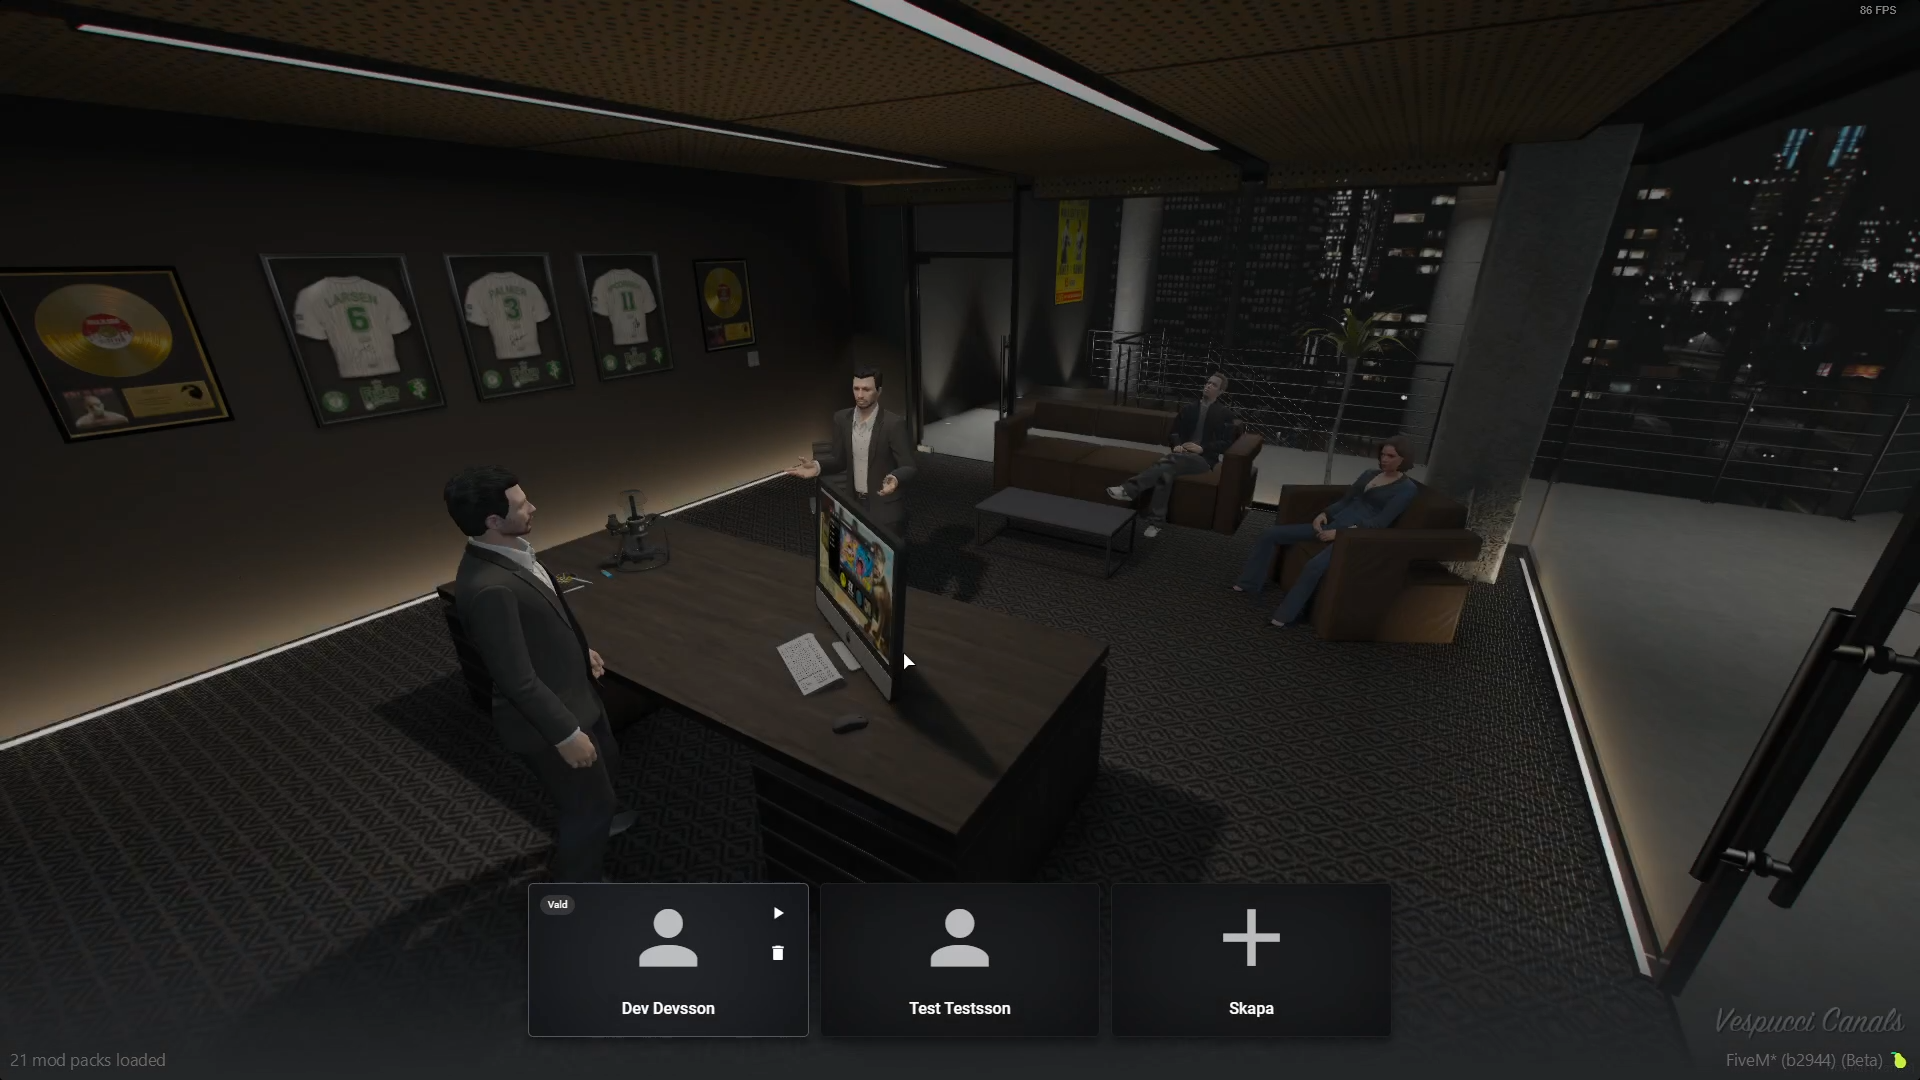 86 FPS
LARSEN
6
PALMER
3
11
Vald
Dev Devsson
Test Testsson
Skapa
Vespucci Canals
21 mod packs loaded
FiveM* (b2944) (Beta)